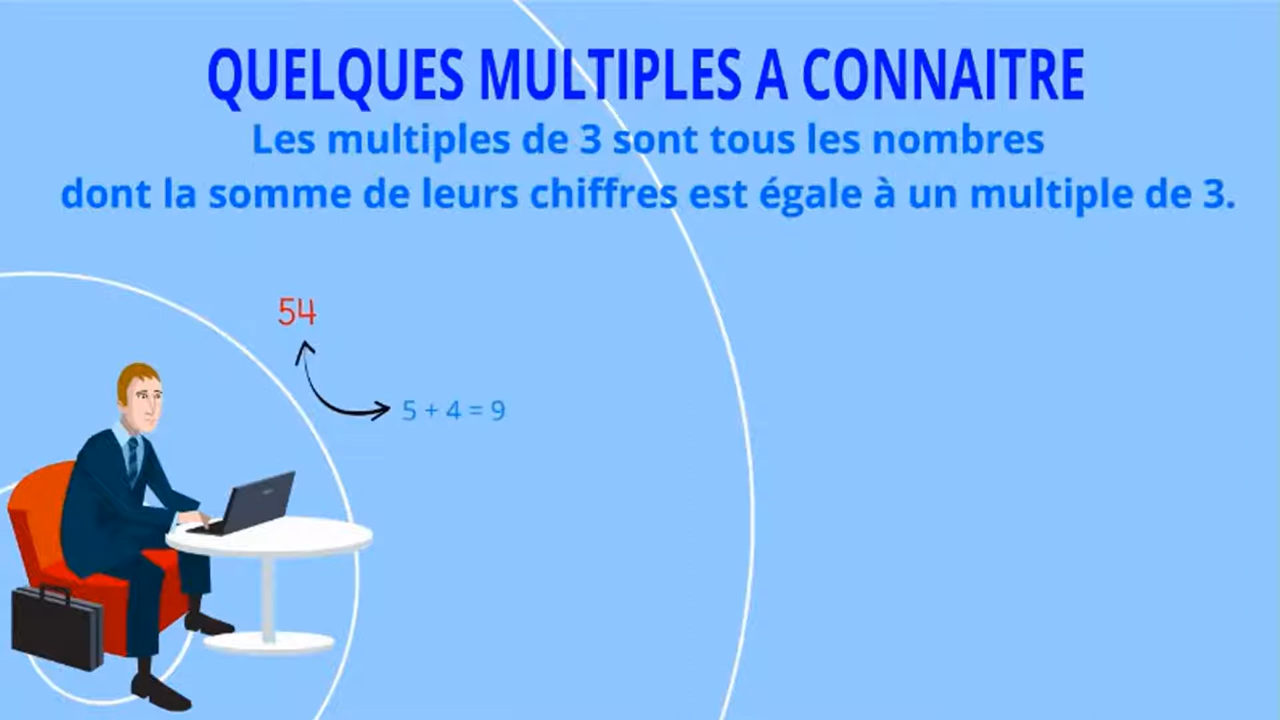 QUELQUES MULTIPLES A CONNAITRE
Les multiples de 3 sont tous les nombres
dont la somme de leurs chiffres est égale à un multiple de 3.
54
5 + 4 = 9